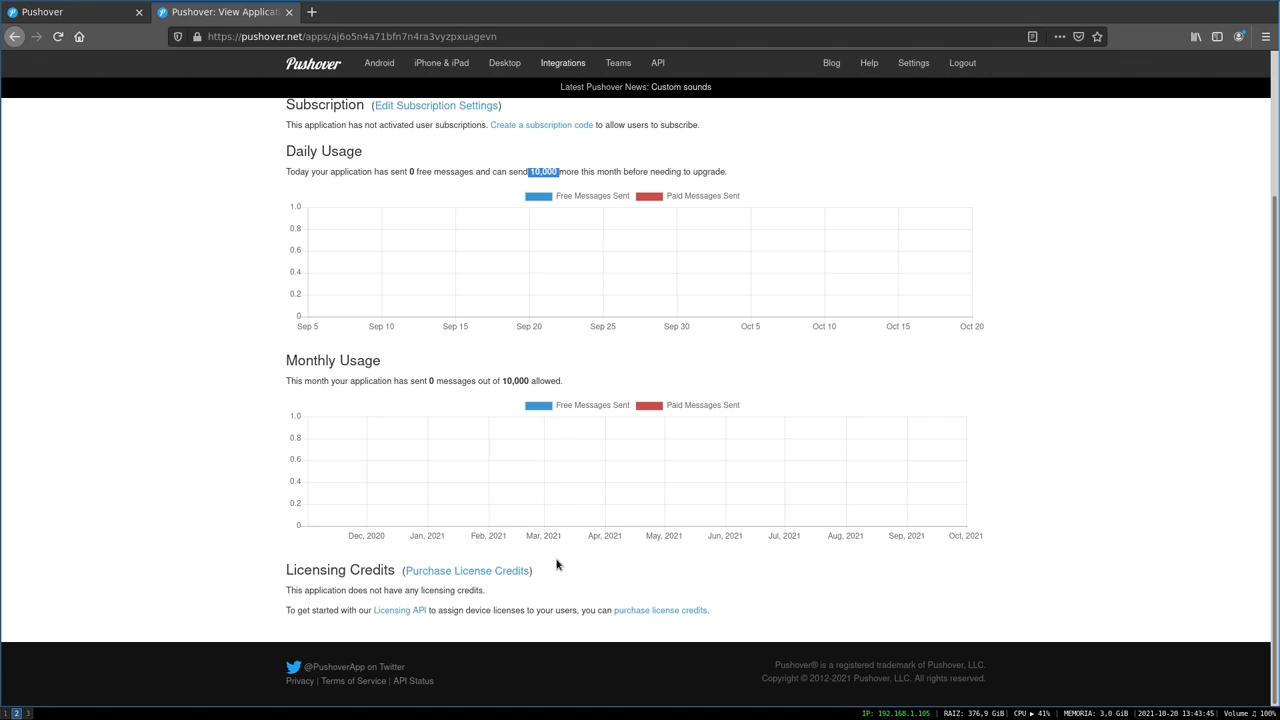 Pushover
Pushover: View Applicat
https://pushover.net/apps/aj6o5n4a71bfn7n4ra3vyzpxuagevn
Pushover Android iPhone & iPad Desktop Integrations Teams API Blog Help Settings Logout
Latest Pushover News: Custom sounds
Subscription (Edit Subscription Settings)
This application has not activated user subscriptions. Create a subscription code to allow users to subscribe.
Daily Usage
Today your application has sent 0 free messages and can send 10,000 more this month before needing to upgrade.
Free Messages Sent Paid Messages Sent
1.0
0.8
0.6
0.4
0.2
0
Sep 5 Sep 10 Sep 15 Sep 20 Sep 25 Sep 30 Oct 5 Oct 10 Oct 15 Oct 20
Monthly Usage
This month your application has sent 0 messages out of 10,000 allowed.
Free Messages Sent Paid Messages Sent
1.0
0.8
0.6
0.4
0.2
0
Dec, 2020 Jan, 2021 Feb, 2021 Mar, 2021 Apr, 2021 May, 2021 Jun, 2021 Jul, 2021 Aug, 2021 Sep, 2021 Oct, 2021
Licensing Credits (Purchase License Credits)
This application does not have any licensing credits.
To get started with our Licensing API to assign device licenses to your users, you can purchase license credits.
@PushoverApp on Twitter
Privacy | Terms of Service | API Status
Pushover® is a registered trademark of Pushover, LLC.
Copyright © 2012-2021 Pushover, LLC. All rights reserved.
1 2 3 IP: 192.168.1.105 | RAIZ: 376,9 GiB | CPU ▶ 41% | MEMORIA: 3,0 GiB | 2021-10-20 13:43:45 | Volume ♫ 100%